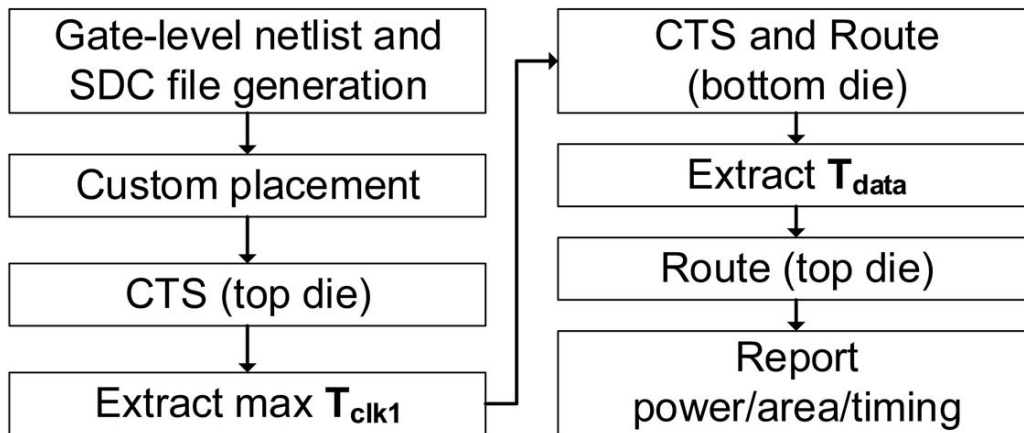 Gate-level netlist and
SDC file generation
Custom placement
CTS (top die)
Extract max Tclk1
CTS and Route
(bottom die)
Extract Tdata
Route (top die)
Report
power/area/timing